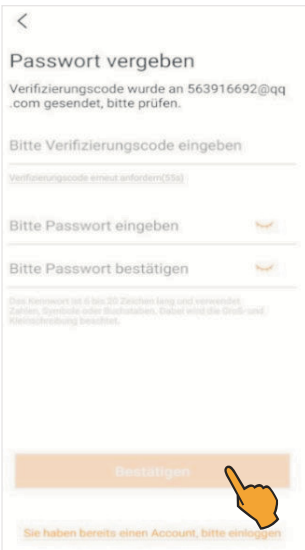 Passwort vergeben
Verifizierungscode wurde an 563916692@qq
.com gesendet, bitte prüfen.
Bitte Verifizierungscode eingeben
Verifizierungscode erneut anfordern(55s)
Bitte Passwort eingeben
Bitte Passwort bestätigen
Das Kennwort ist 6 bis 20 Zeichen lang und verwendet
Zahlen, Symbole oder Buchstaben. Dabei wird die Groß- und
Kleinschreibung beachtet.
Bestätigen
Sie haben bereits einen Account, bitte einloggen